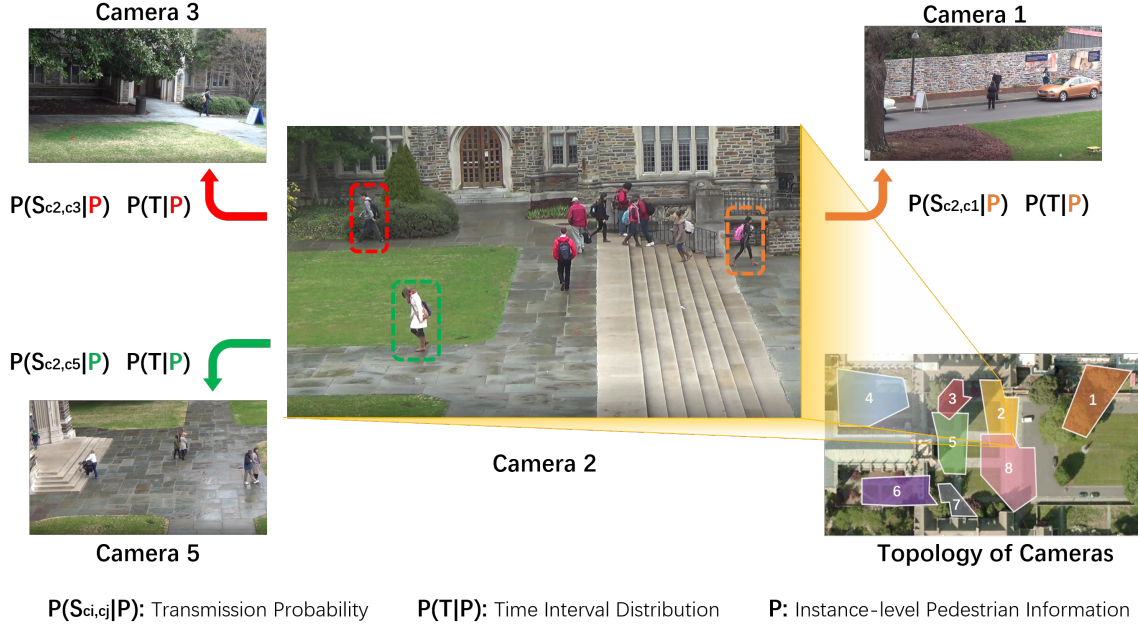 Camera 3
Camera 1
P(Sc2,c3|P) P(T|P)
P(Sc2,c1|P) P(T|P)
P(Sc2,c5|P) P(T|P)
Camera 2
4
3
2
1
5
8
6
7
Camera 5
Topology of Cameras
P(Sci,cj|P): Transmission Probability
P(T|P): Time Interval Distribution
P: Instance-level Pedestrian Information